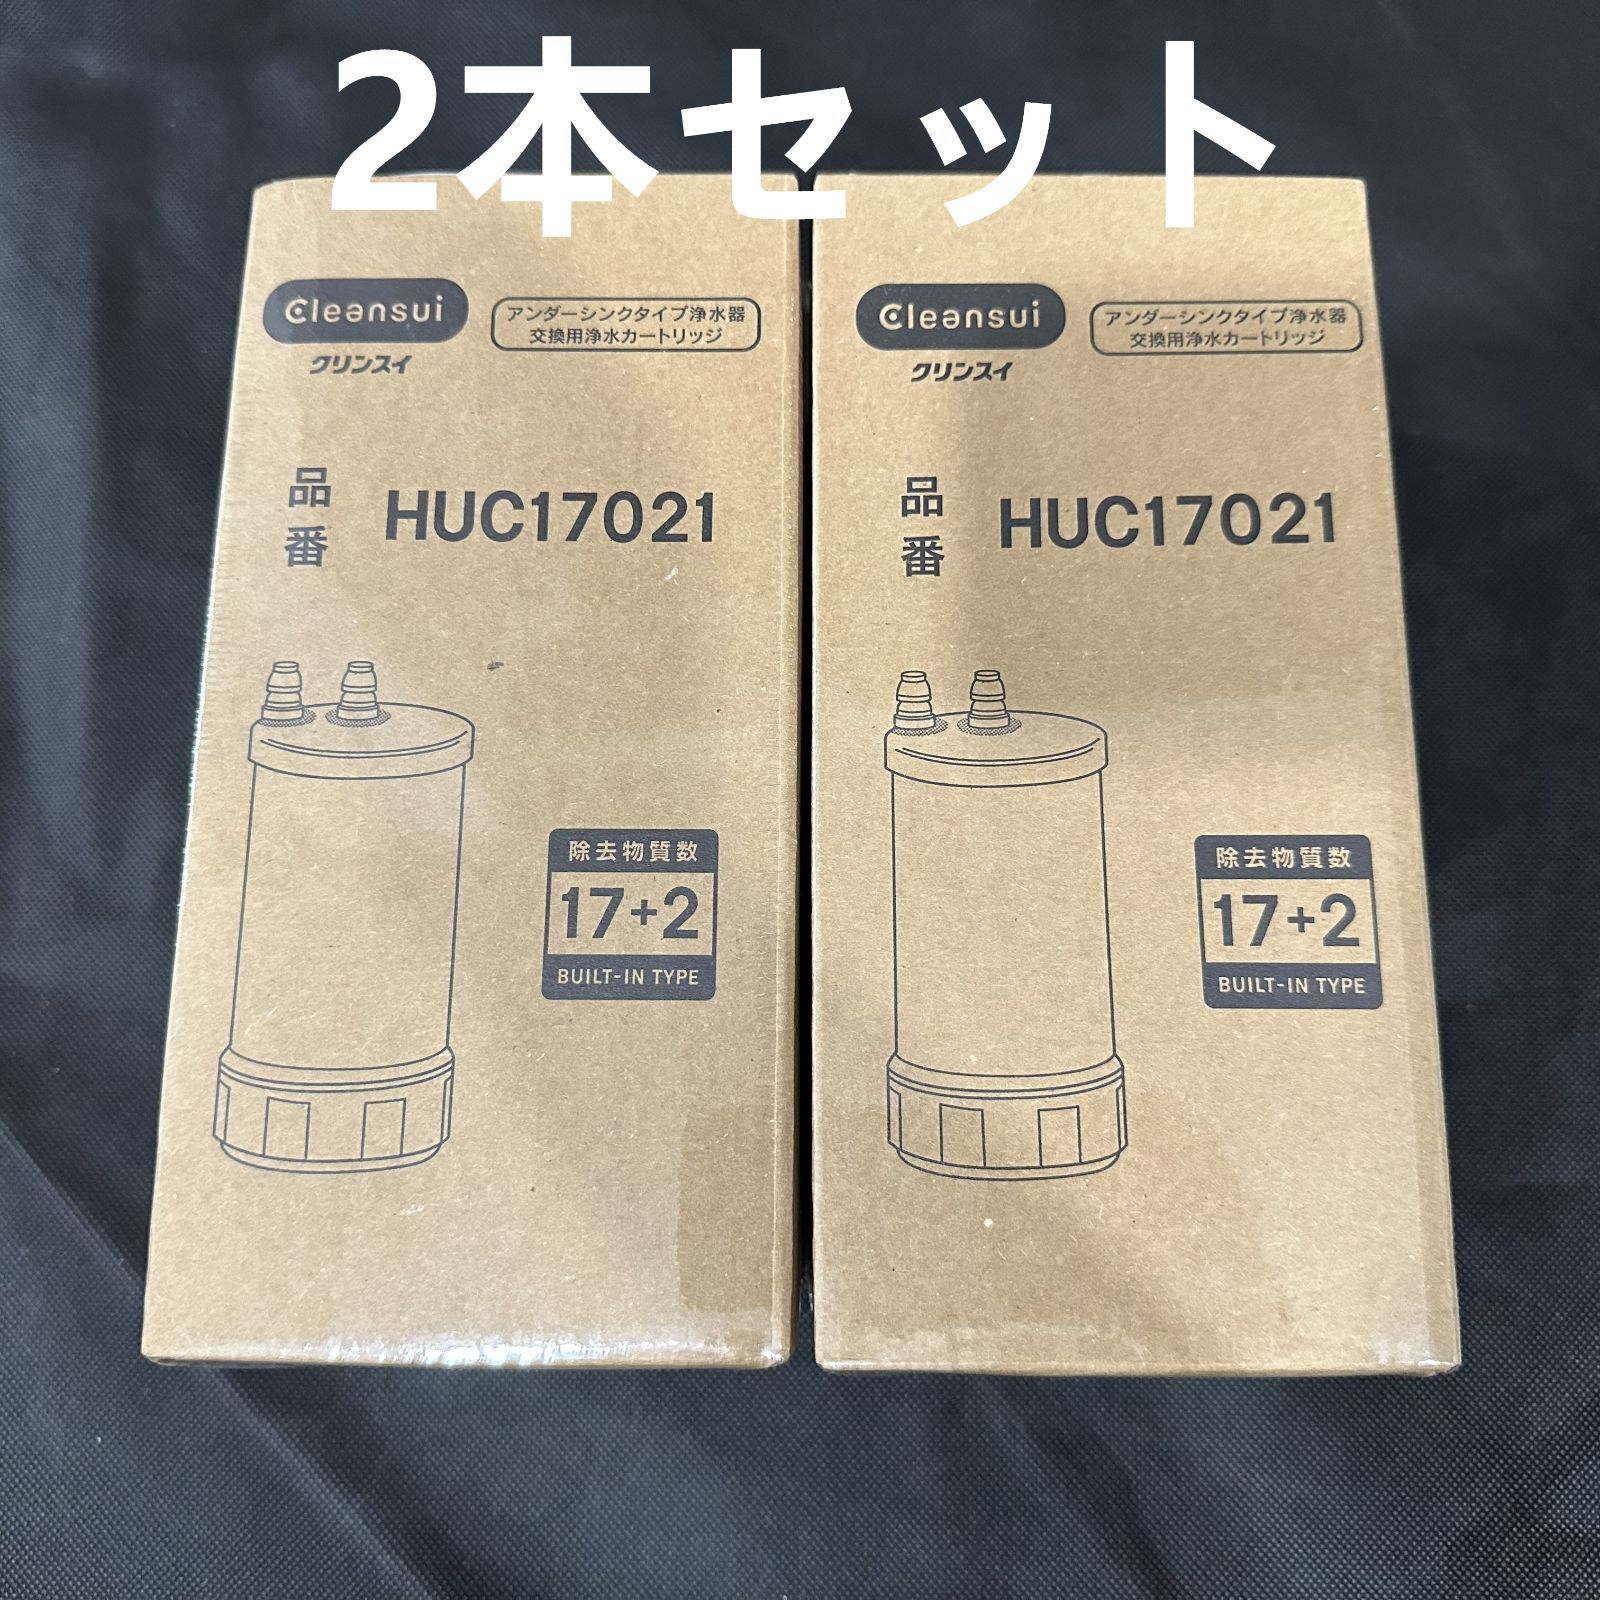 2本セット
Cleansui
クリンスイ
アンダーシンクタイプ浄水器
交換用浄水カートリッジ
品番
HUC17021
除去物質数
17+2
BUILT-IN TYPE
Cleansui
クリンスイ
アンダーシンクタイプ浄水器
交換用浄水カートリッジ
品番
HUC17021
除去物質数
17+2
BUILT-IN TYPE